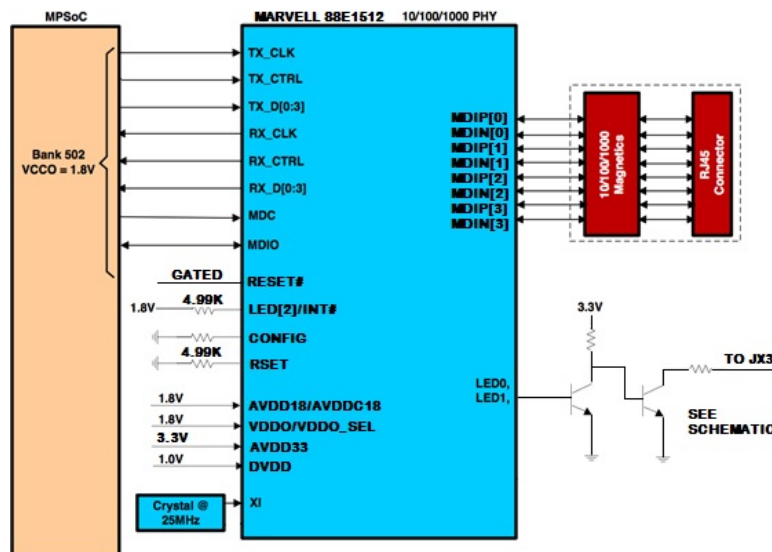 MPSoC
MARVELL 88E1512 10/100/1000 PHY
Bank 502
VCCO = 1.8V
TX_CLK
TX_CTRL
TX_D[0:3]
RX_CLK
RX_CTRL
RX_D[0:3]
MDC
MDIO
GATED
RESET#
1.8V
4.99K
LED[2]/INT#
CONFIG
4.99K
RSET
1.8V
AVDD18/AVDDC18
1.8V
VDDO/VDDO_SEL
3.3V
AVDD33
1.0V
DVDD
Crystal @
25MHz
XI
MDIP[0]
MDIN[0]
MDIP[1]
MDIN[1]
MDIP[2]
MDIN[2]
MDIP[3]
MDIN[3]
10/100/1000
Magnetics
RJ45
Connector
LED0,
LED1,
3.3V
TO JX3
SEE
SCHEMATIC